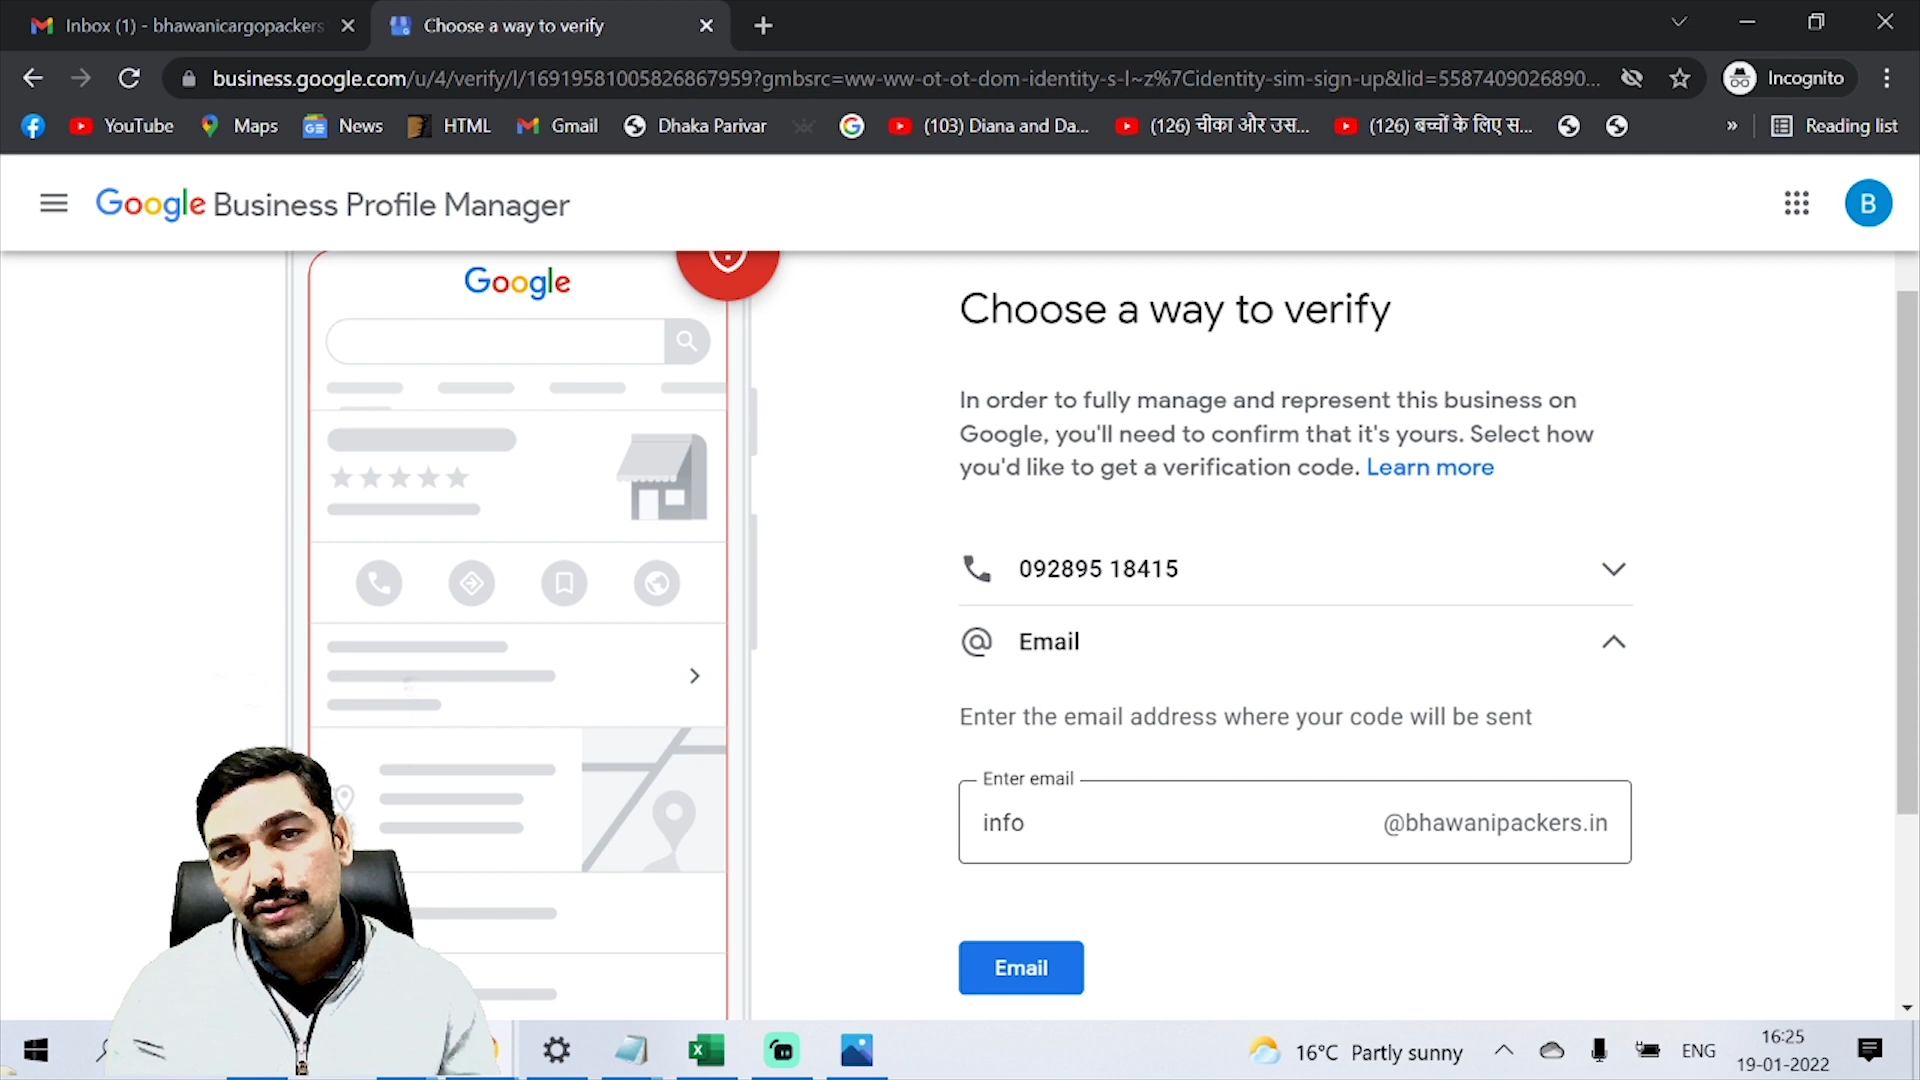 Inbox (1) - bhawanicargopackers
Choose a way to verify
business.google.com/u/4/verify/l/16919581005826867959?gmbsrc=ww-ww-ot-ot-dom-identity-s-l~z%7Cidentity-sim-sign-up&lid=5587409026890...
Incognito
YouTube
Maps
News
HTML
Gmail
Dhaka Parivar
(103) Diana and Da...
(126) चीका और उस...
(126) बच्चों के लिए स...
»
Reading list
Google Business Profile Manager
B
Google
Choose a way to verify
In order to fully manage and represent this business on
Google, you'll need to confirm that it's yours. Select how
you'd like to get a verification code. Learn more
092895 18415
Email
Enter the email address where your code will be sent
Enter email
info
@bhawanipackers.in
Email
16°C Partly sunny
ENG
16:25
19-01-2022